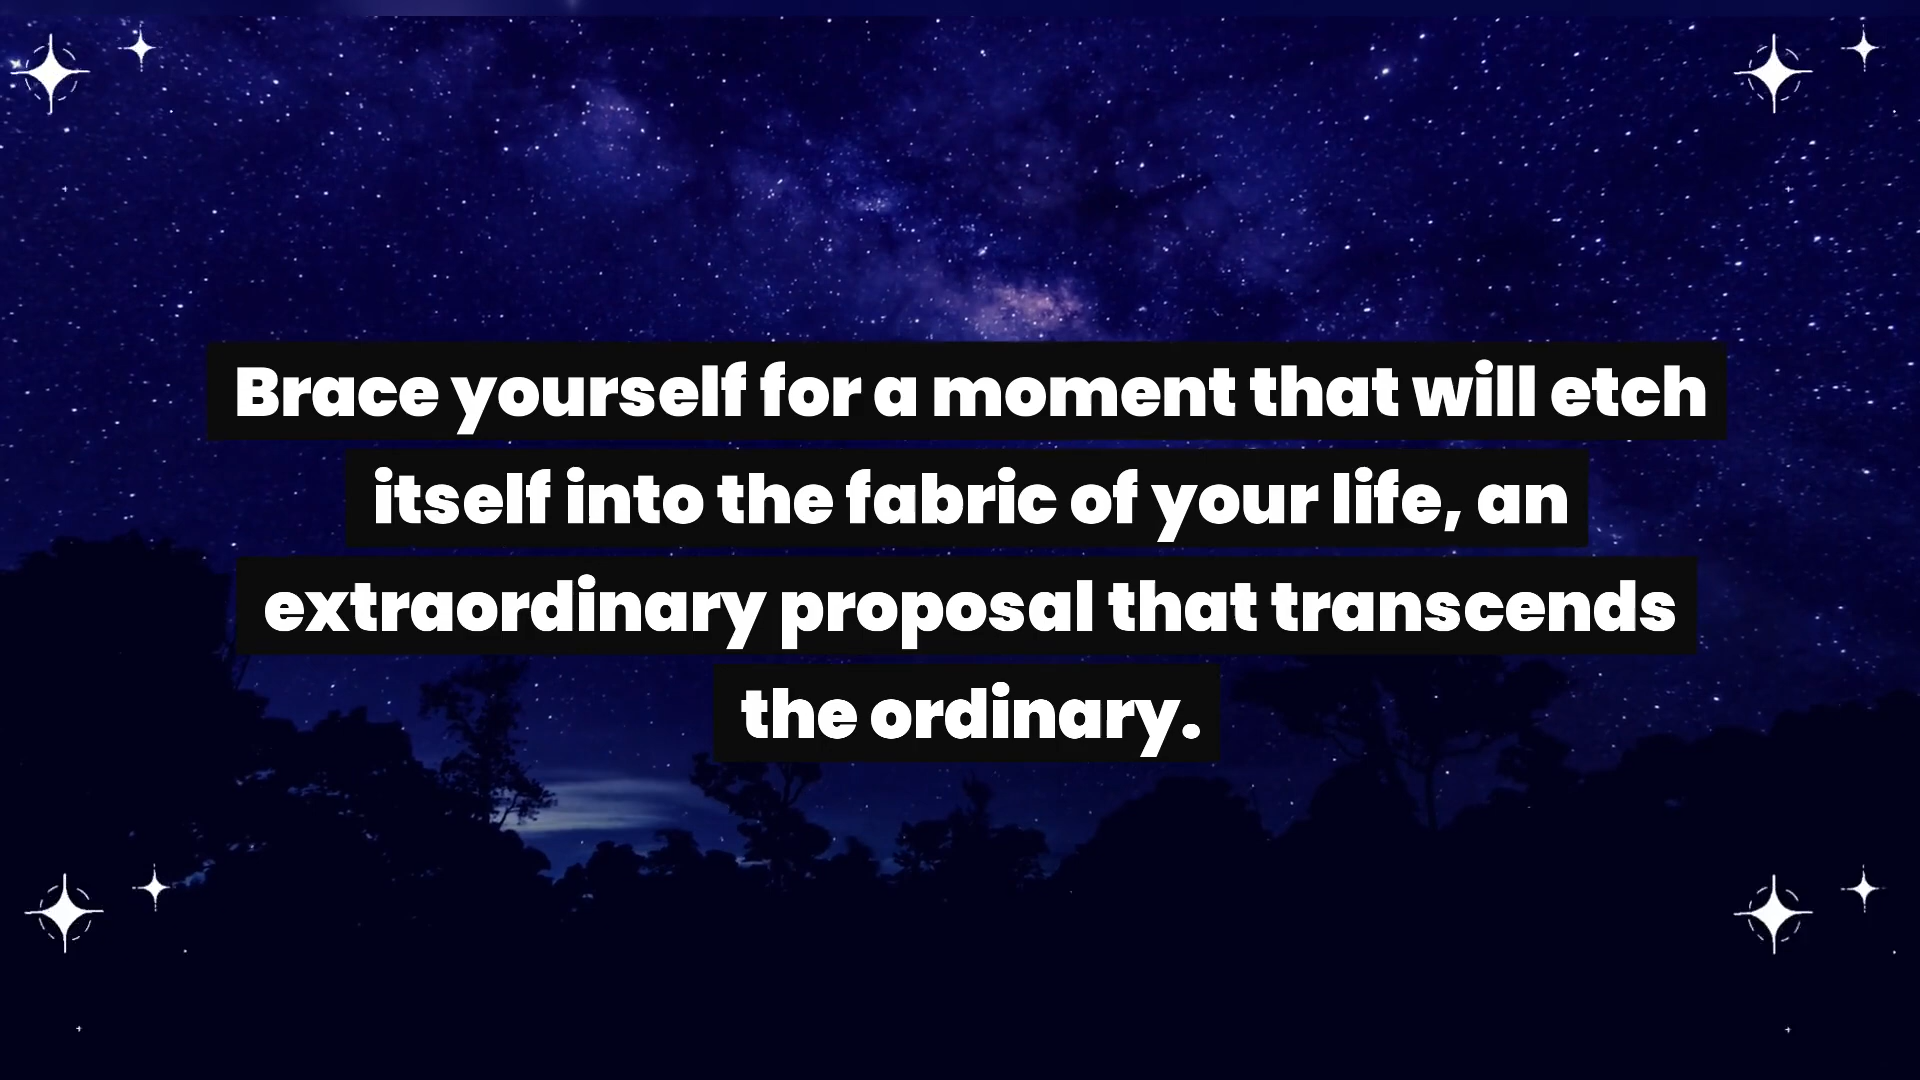 Brace yourself for a moment that will etch
itself into the fabric of your life, an
extraordinary proposal that transcends
the ordinary.